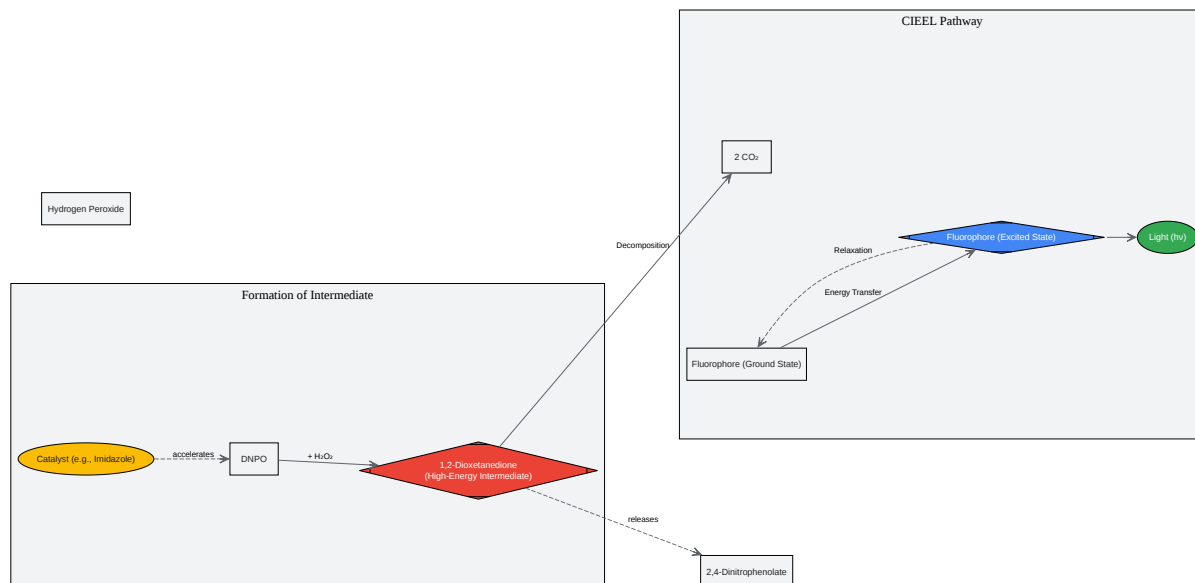 CIEEL Pathway
2 CO₂
Hydrogen Peroxide
Fluorophore (Excited State)
Light (hν)
Decomposition
Relaxation
Energy Transfer
Formation of Intermediate
Fluorophore (Ground State)
Catalyst (e.g., Imidazole)
accelerates
DNPO
+ H₂O₂
1,2-Dioxetanedione
(High-Energy Intermediate)
releases
2,4-Dinitrophenolate